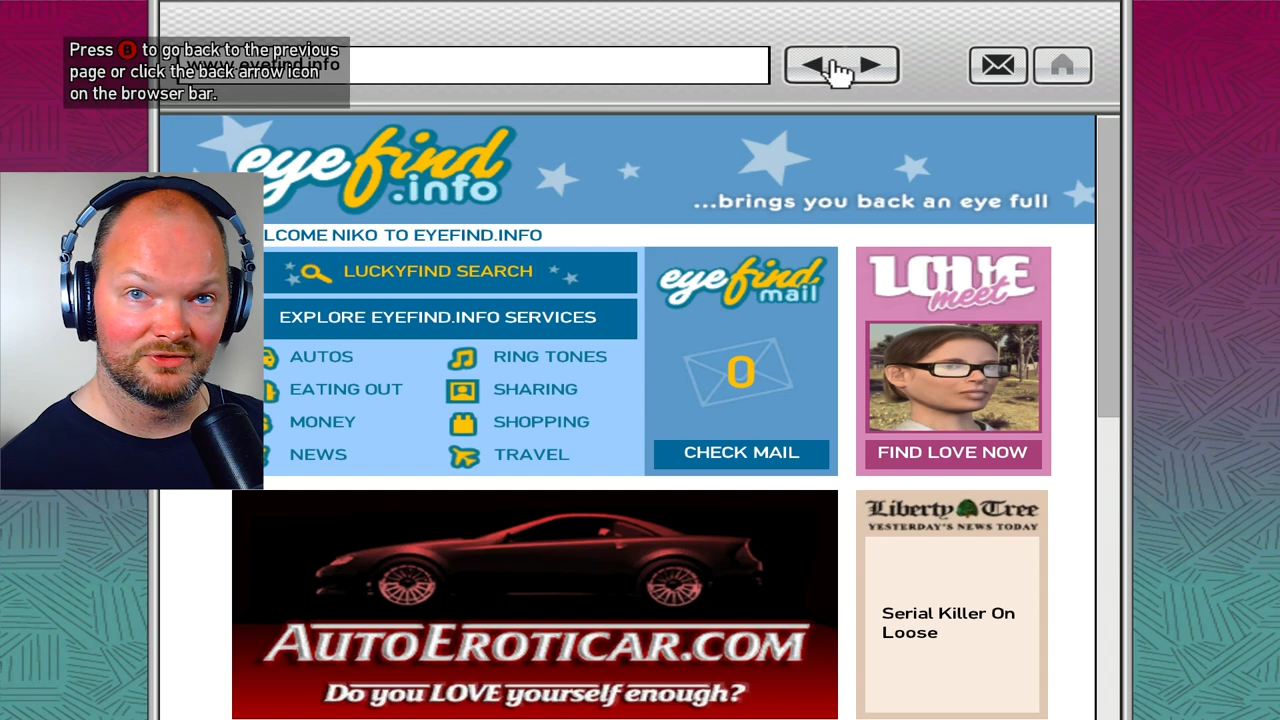 Press B to go back to the previous
page or click the back arrow icon
on the browser bar.
www.eyefind.info
eyefind
.info
...brings you back an eye full
LCOME NIKO TO EYEFIND.INFO
LUCKYFIND SEARCH
EXPLORE EYEFIND.INFO SERVICES
AUTOS
RING TONES
EATING OUT
SHARING
MONEY
SHOPPING
NEWS
TRAVEL
eyefind
mail
0
CHECK MAIL
LOVE
meet
FIND LOVE NOW
AUTOEROTICAR.COM
Do you LOVE yourself enough?
Liberty Tree
YESTERDAY'S NEWS TODAY
Serial Killer On
Loose